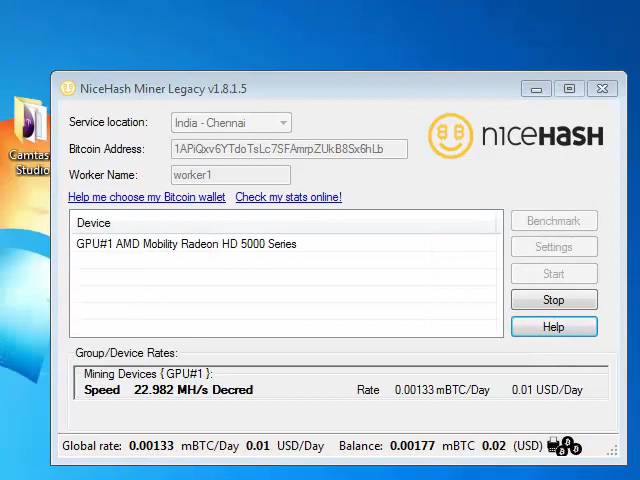 NiceHash Miner Legacy v1.8.1.5
Service location: India - Chennai
Bitcoin Address: 1APiQxv6YTdoTsLc7SFAmrpZUkB8Sx6hLb
Worker Name: worker1
nıceHASH
Help me choose my Bitcoin wallet Check my stats online!
Camtas
Studio
Device
GPU#1 AMD Mobility Radeon HD 5000 Series
Benchmark
Settings
Start
Stop
Help
Group/Device Rates:
Mining Devices { GPU#1 }:
Speed 22.982 MH/s Decred Rate 0.00133 mBTC/Day 0.01 USD/Day
Global rate: 0.00133 mBTC/Day 0.01 USD/Day Balance: 0.00177 mBTC 0.02 (USD)